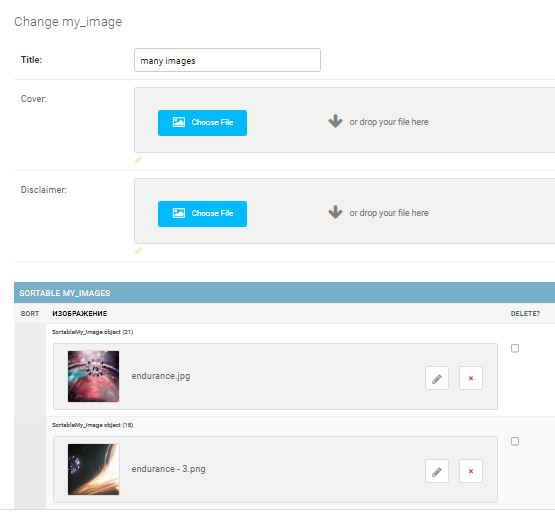 Change my_image
Title: many images
Cover: Choose File or drop your file here
Disclaimer: Choose File or drop your file here
SORTABLE MY_IMAGES
SORT ИЗОБРАЖЕНИЕ DELETE?
SortableMy_Image object (21)
endurance.jpg
SortableMy_Image object (18)
endurance - 3.png